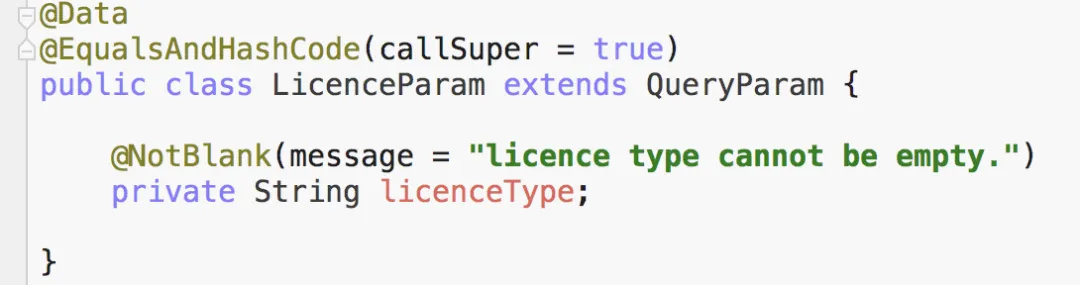 @Data
@EqualsAndHashCode(callSuper = true)
public class LicenceParam extends QueryParam {
@NotBlank(message = "licence type cannot be empty.")
private String licenceType;
}